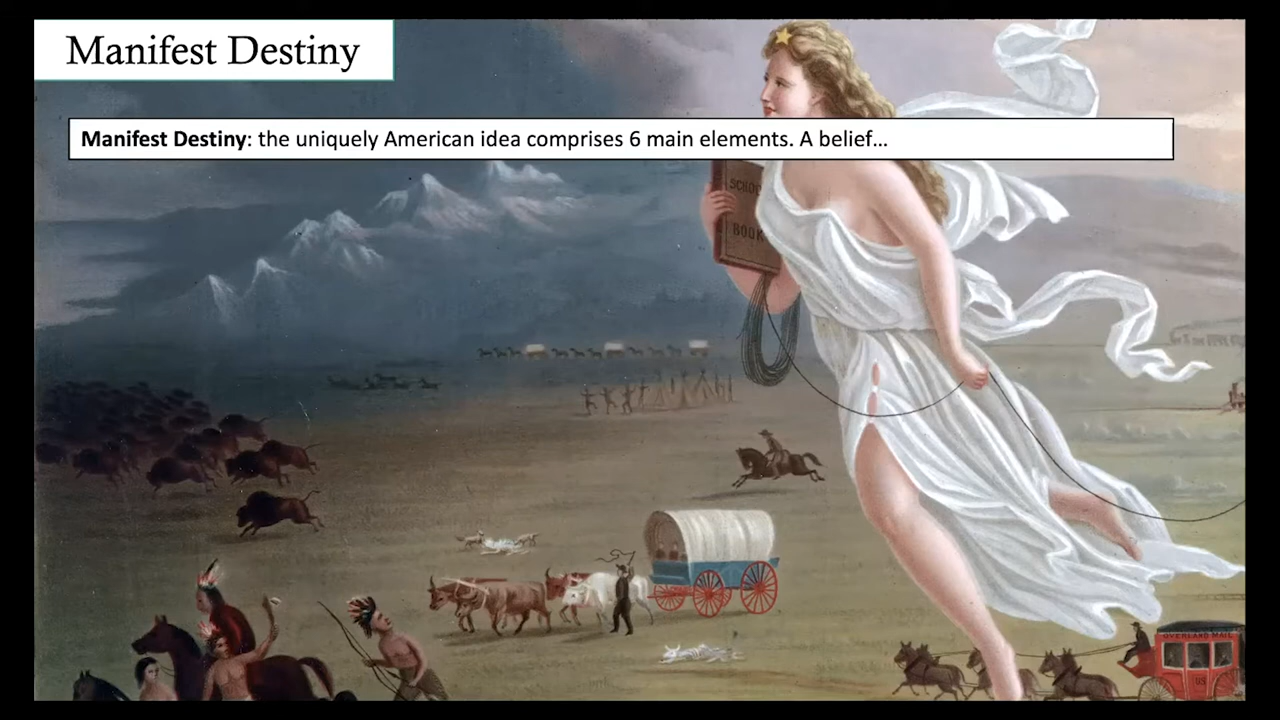 Manifest Destiny
Manifest Destiny: the uniquely American idea comprises 6 main elements. A belief...
SCHOOL
BOOK
OVERLAND MAIL
U.S